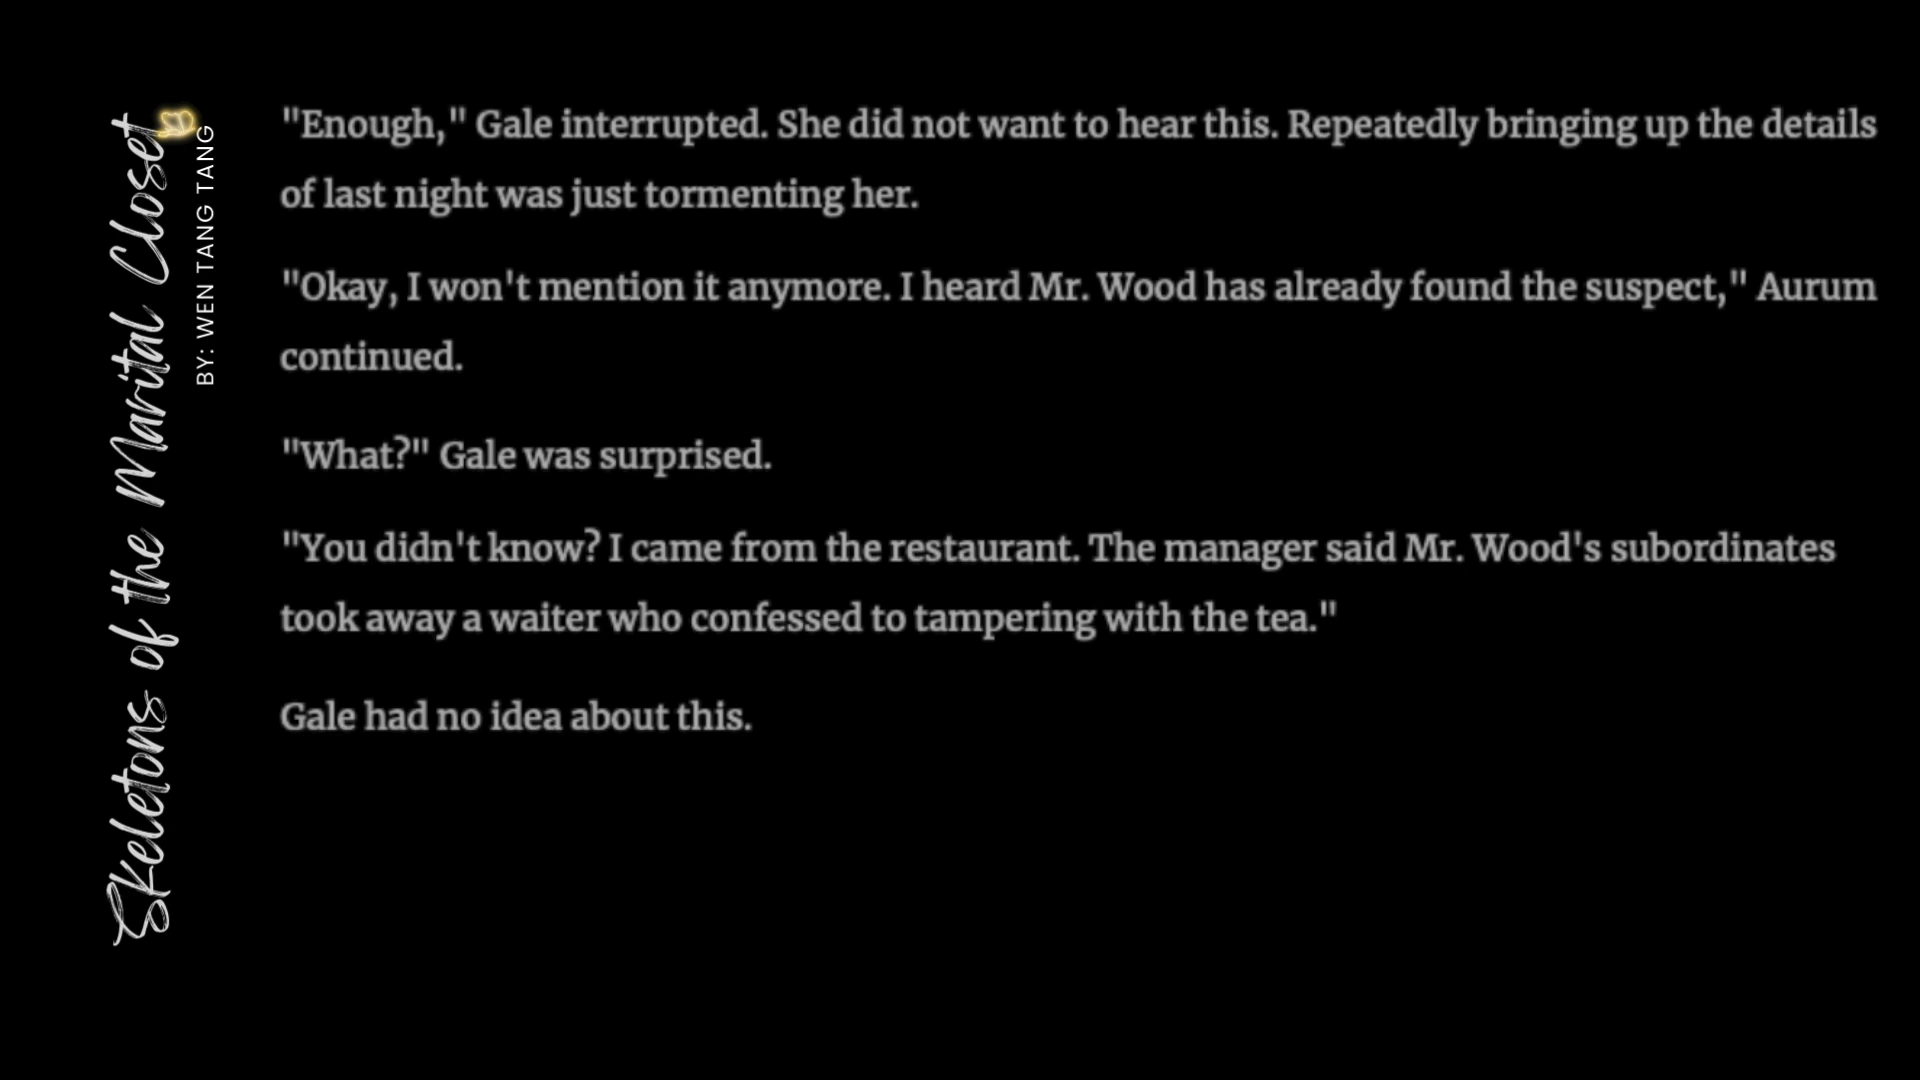 Skeletons of the Marital Closet
BY: WEN TANG TANG
"Enough," Gale interrupted. She did not want to hear this. Repeatedly bringing up the details
of last night was just tormenting her.
"Okay, I won't mention it anymore. I heard Mr. Wood has already found the suspect," Aurum
continued.
"What?" Gale was surprised.
"You didn't know? I came from the restaurant. The manager said Mr. Wood's subordinates
took away a waiter who confessed to tampering with the tea."
Gale had no idea about this.